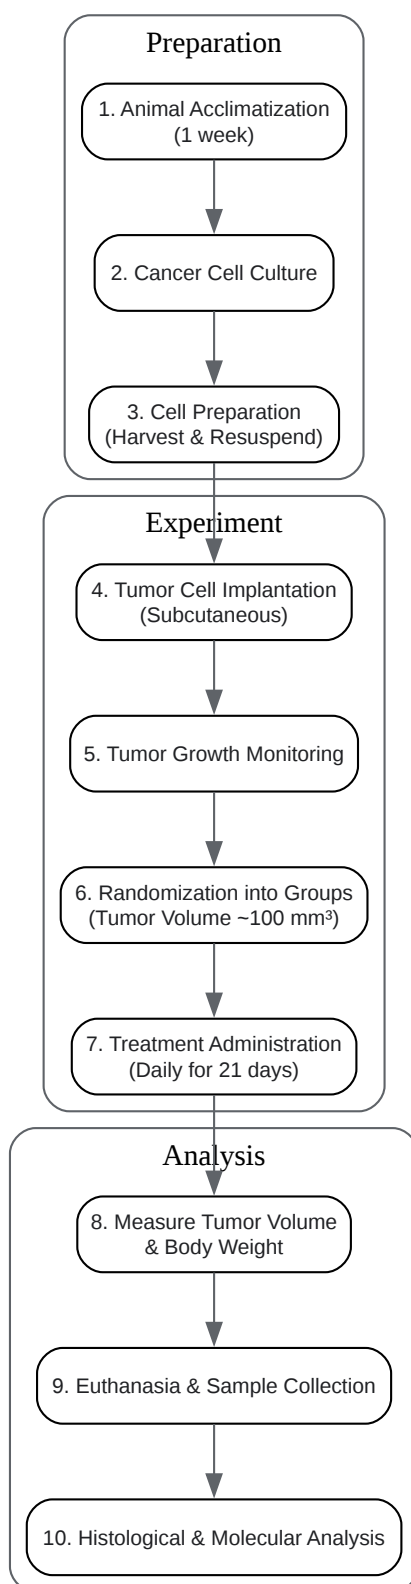 Preparation
1. Animal Acclimatization
(1 week)
2. Cancer Cell Culture
3. Cell Preparation
(Harvest & Resuspend)
Experiment
4. Tumor Cell Implantation
(Subcutaneous)
5. Tumor Growth Monitoring
6. Randomization into Groups
(Tumor Volume ~100 mm³)
7. Treatment Administration
(Daily for 21 days)
Analysis
8. Measure Tumor Volume
& Body Weight
9. Euthanasia & Sample Collection
10. Histological & Molecular Analysis